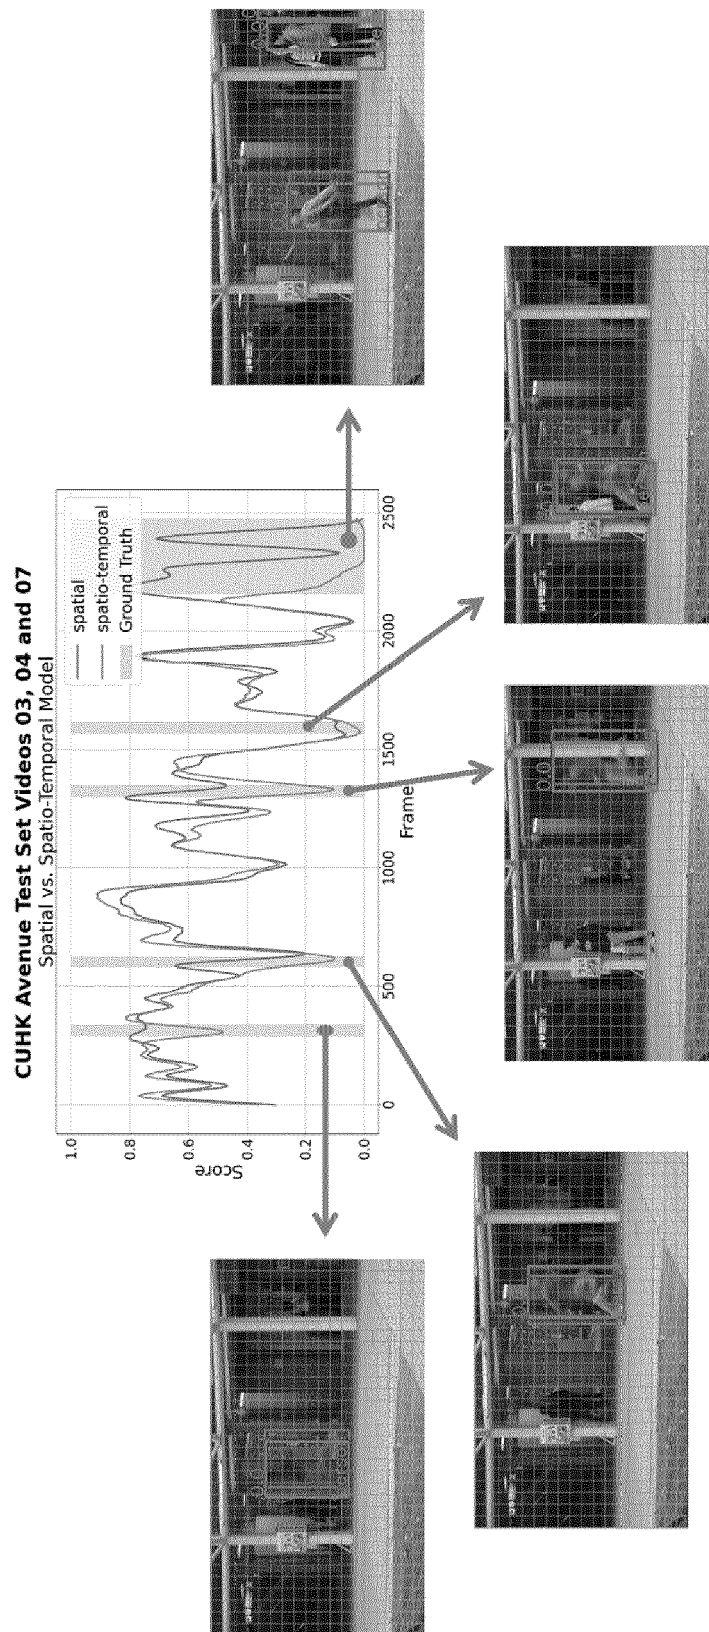 CUHK Avenue Test Set Videos 03, 04 and 07
Spatial vs. Spatio-Temporal Model
1.0
0.8
0.6
0.4
0.2
0.0
Score
spatial
spatio-temporal
Ground Truth
0
500
1000
1500
2000
2500
Frame